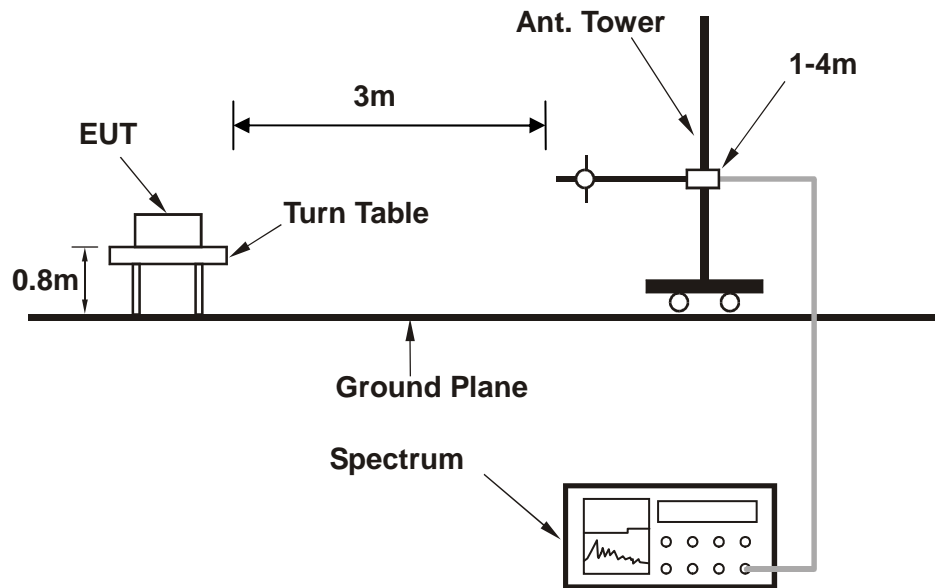 Ant. Tower
1-4m
3m
EUT
Turn Table
0.8m
Ground Plane
Spectrum